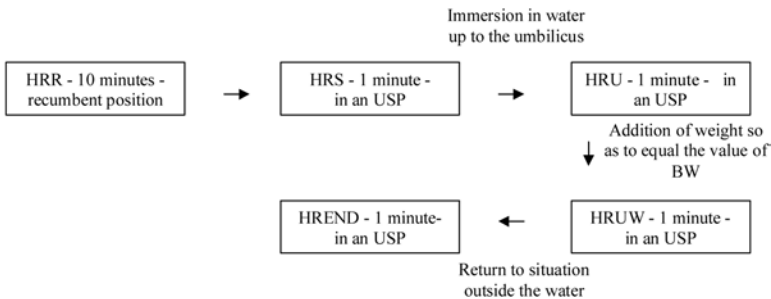 Immersion in water
up to the umbilicus
HRR - 10 minutes -
recumbent position
HRS - 1 minute -
in an USP
HRU - 1 minute - in
an USP
Addition of weight so
as to equal the value of
BW
HREND - 1 minute-
in an USP
HRUW - 1 minute -
in an USP
Return to situation
outside the water